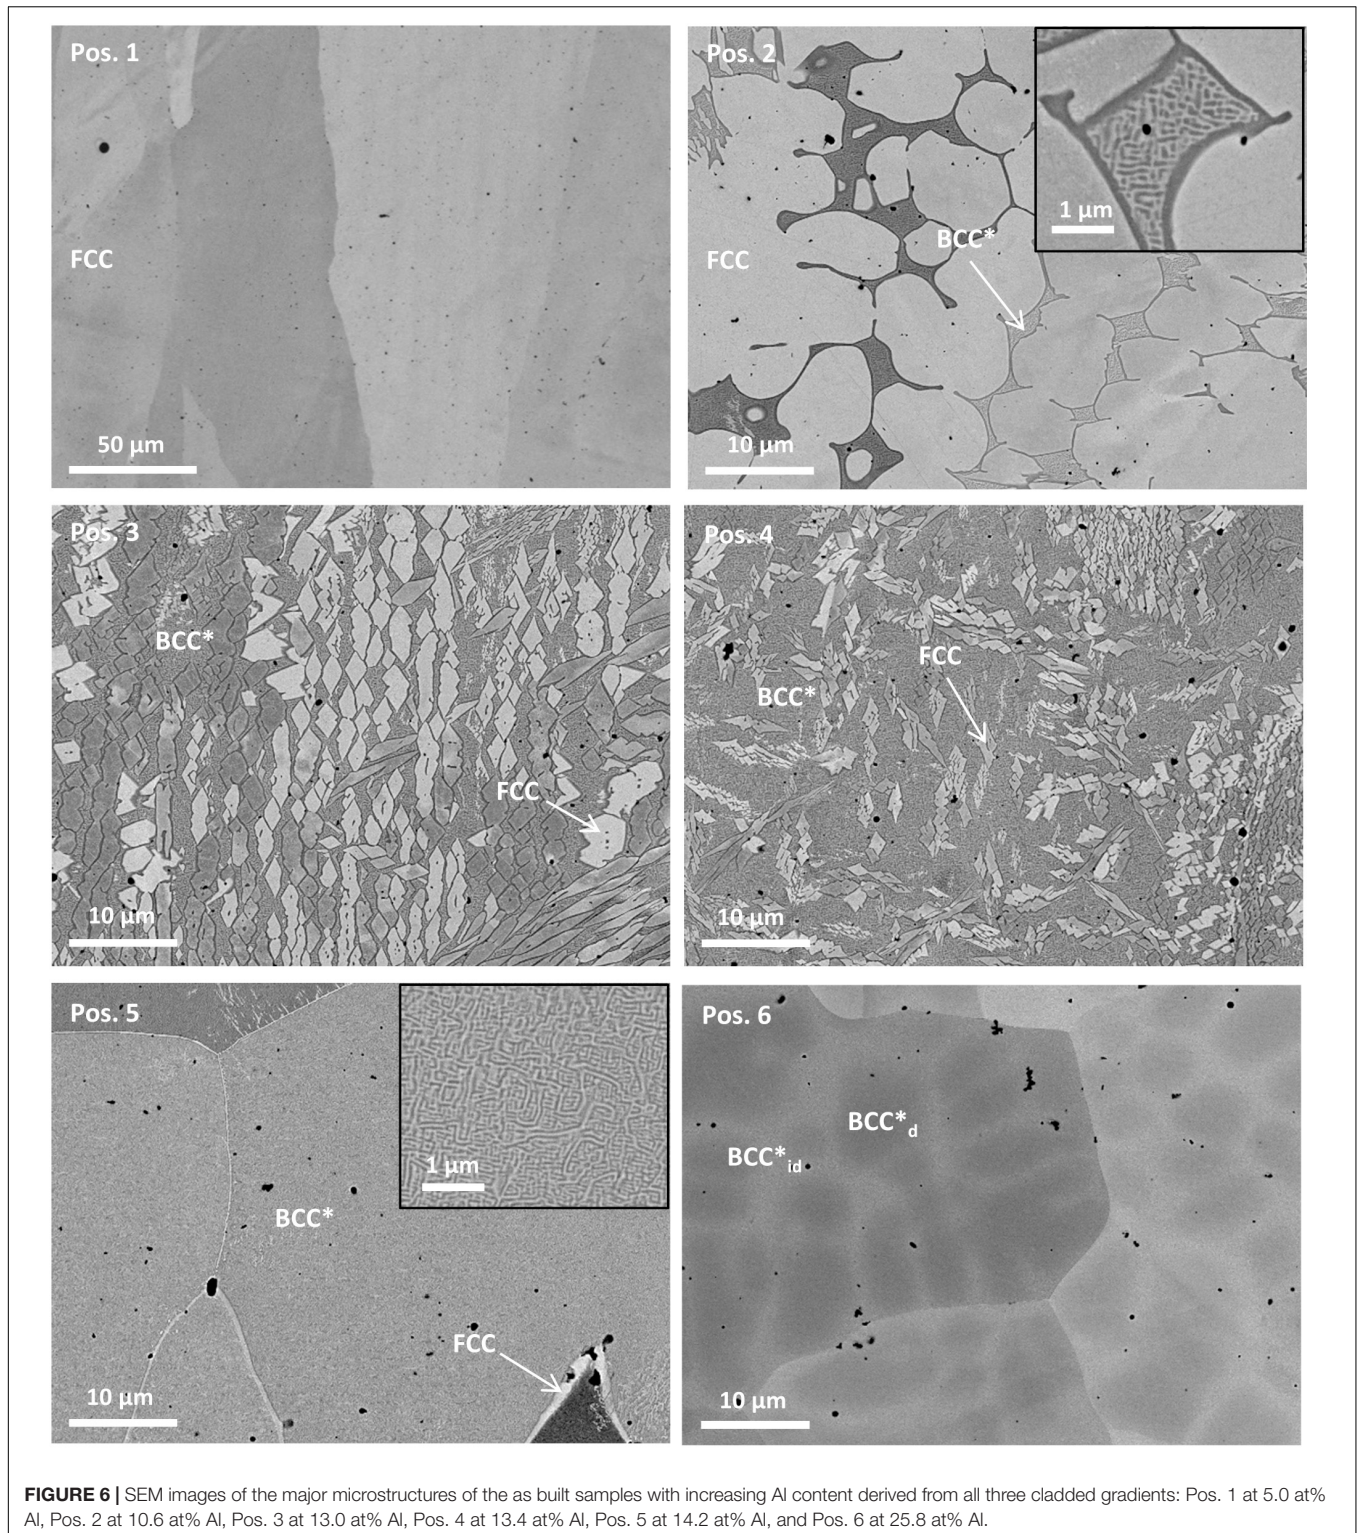 Pos. 1
FCC
50 µm
Pos. 2
1 µm
BCC*
FCC
10 µm
Pos. 3
BCC*
FCC
10 µm
Pos. 4
FCC
BCC*
10 µm
Pos. 5
1 µm
BCC*
FCC
10 µm
Pos. 6
BCC*d
BCC*id
10 µm
FIGURE 6 | SEM images of the major microstructures of the as built samples with increasing Al content derived from all three cladded gradients: Pos. 1 at 5.0 at%
Al, Pos. 2 at 10.6 at% Al, Pos. 3 at 13.0 at% Al, Pos. 4 at 13.4 at% Al, Pos. 5 at 14.2 at% Al, and Pos. 6 at 25.8 at% Al.